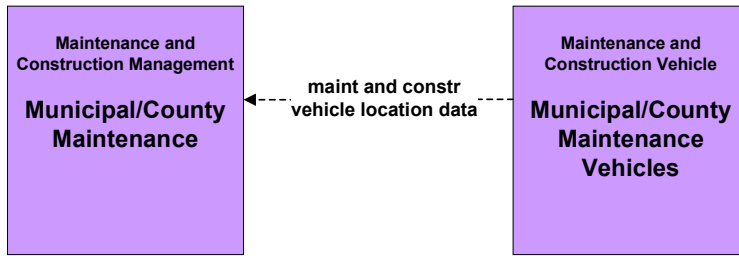 Maintenance and
Construction Management
Municipal/County
Maintenance
maint and constr
vehicle location data
Maintenance and
Construction Vehicle
Municipal/County
Maintenance
Vehicles